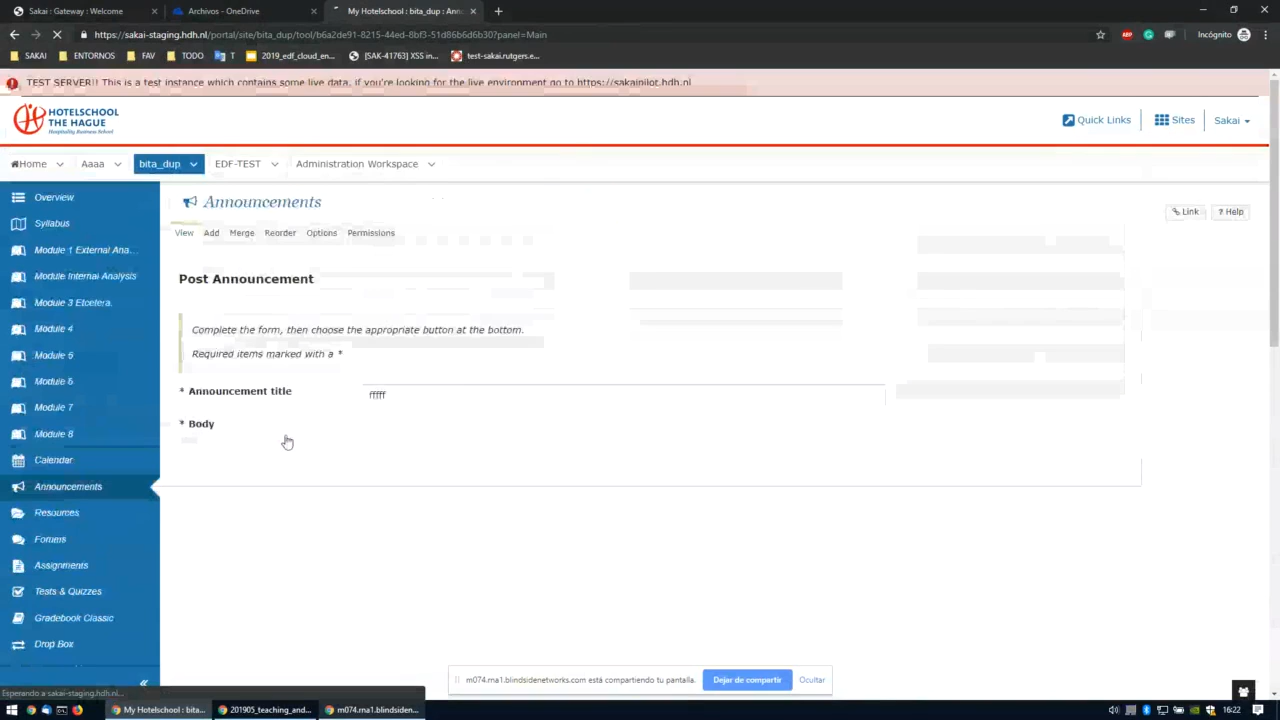 Sakai : Gateway : Welcome
Archivos - OneDrive
My Hotelschool : bita_dup : Ann
https://sakai-staging.hdh.nl/portal/site/bita_dup/tool/b6a2de91-8215-44ed-8bf3-51d86b6d6b30?panel=Main
Incógnito
SAKAI
ENTORNOS
FAV
TODO
T
2019_edf_cloud_en...
[SAK-41763] XSS in...
test-sakai.rutgers.e...
TEST SERVER!! This is a test instance which contains some live data, if you're looking for the live environment go to https://sakaipilot.hdh.nl
HOTELSCHOOL
THE HAGUE
Hospitality Business School
Quick Links
Sites
Sakai
Home
Aaaa
bita_dup
EDF-TEST
Administration Workspace
Overview
Syllabus
Module 1 External Ana...
Module Internal Analysis
Module 3 Etcetera.
Module 4
Module 5
Module 6
Module 7
Module 8
Calendar
Announcements
Resources
Forums
Assignments
Tests & Quizzes
Gradebook Classic
Drop Box
Announcements
Link
? Help
View
Add
Merge
Reorder
Options
Permissions
Post Announcement
Complete the form, then choose the appropriate button at the bottom.
Required items marked with a *
* Announcement title
fffff
* Body
m074.rna1.blindsidenetworks.com está compartiendo tu pantalla.
Dejar de compartir
Ocultar
Esperando a sakai-staging.hdh.nl...
My Hotelschool : bita...
201905_teaching_and...
m074.rna1.blindsiden...
16:22